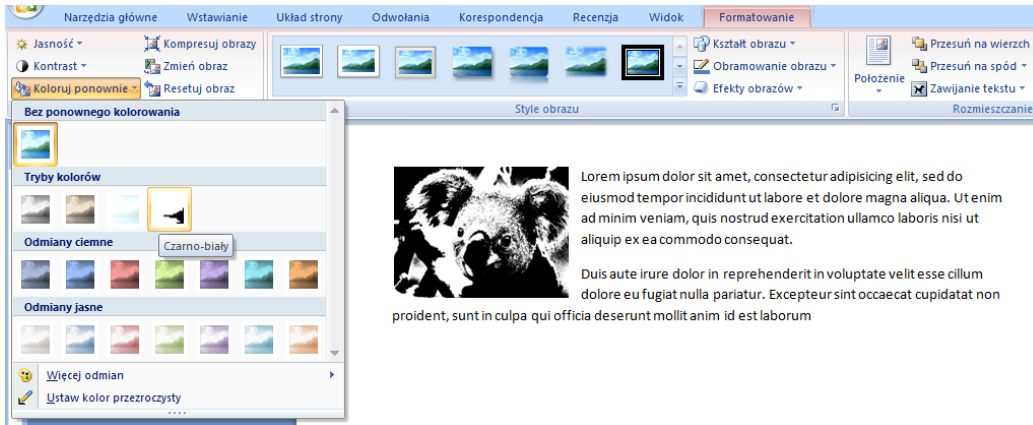 Narzędzia główne Wstawianie Układ strony Odwołania Korespondencja Recenzja Widok Formatowanie
Jasność Kompresuj obrazy Kształt obrazu Przesuń na wierzch
Kontrast Zmień obraz Obramowanie obrazu Położenie Przesuń na spód
Koloruj ponownie Resetuj obraz Efekty obrazów Zawijanie tekstu
Style obrazu Rozmieszczanie
Bez ponownego kolorowania
Tryby kolorów
Czarno-biały
Odmiany ciemne
Odmiany jasne
Więcej odmian
Ustaw kolor przezroczysty
Lorem ipsum dolor sit amet, consectetur adipisicing elit, sed do
eiusmod tempor incididunt ut labore et dolore magna aliqua. Ut enim
ad minim veniam, quis nostrud exercitation ullamco laboris nisi ut
aliquip ex ea commodo consequat.
Duis aute irure dolor in reprehenderit in voluptate velit esse cillum
dolore eu fugiat nulla pariatur. Excepteur sint occaecat cupidatat non
proident, sunt in culpa qui officia deserunt mollit anim id est laborum